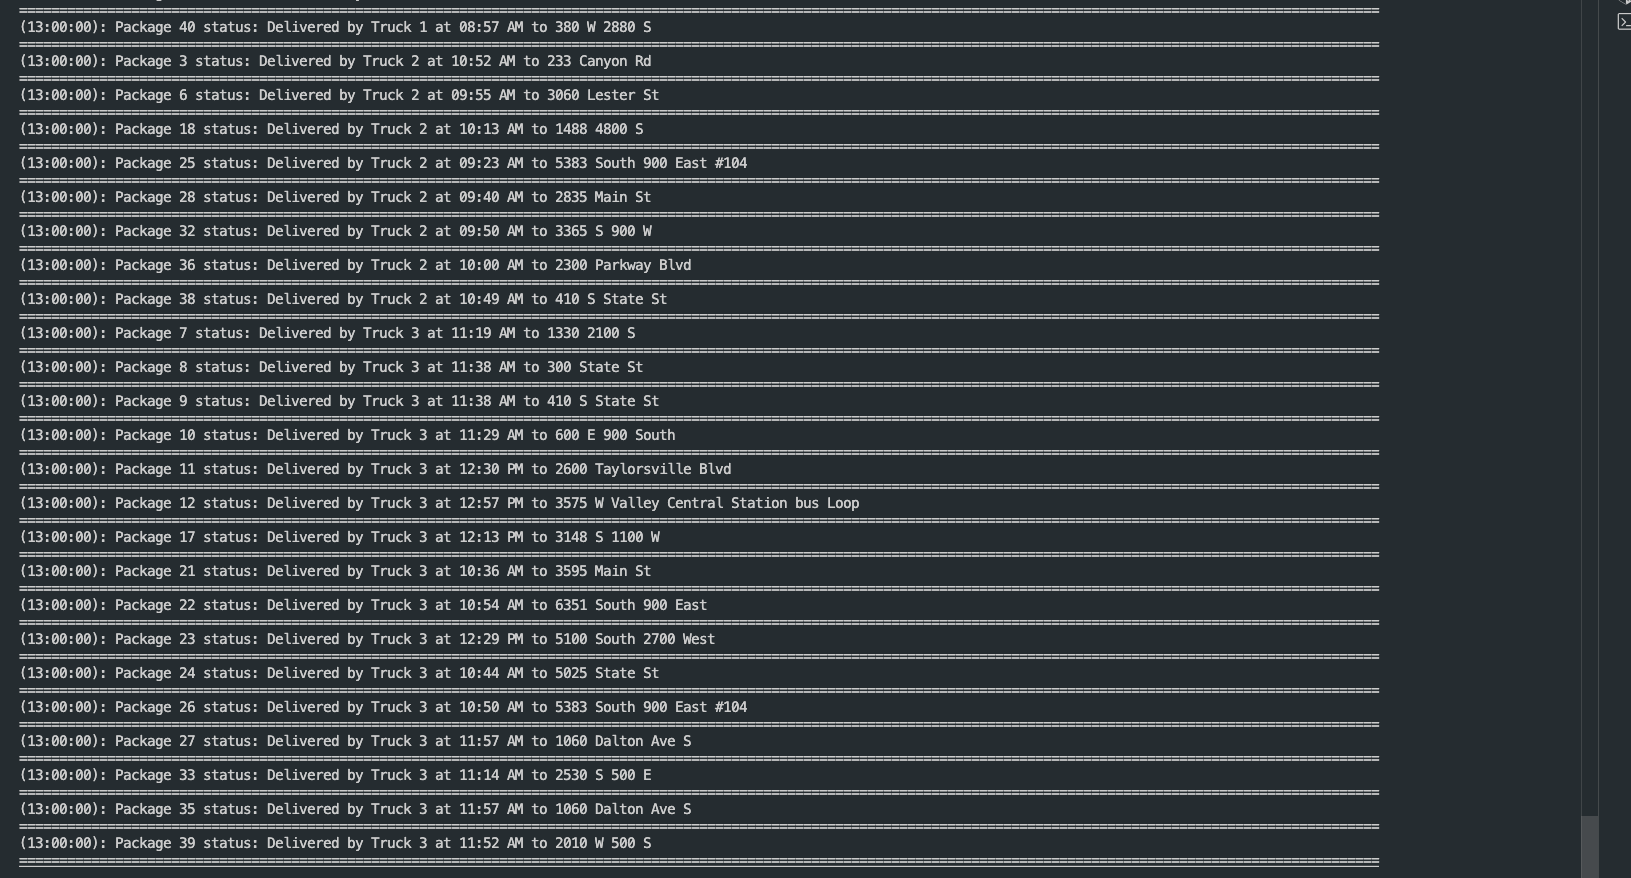 (13:00:00): Package 40 status: Delivered by Truck 1 at 08:57 AM to 380 W 2880 S
(13:00:00): Package 3 status: Delivered by Truck 2 at 10:52 AM to 233 Canyon Rd
(13:00:00): Package 6 status: Delivered by Truck 2 at 09:55 AM to 3060 Lester St
(13:00:00): Package 18 status: Delivered by Truck 2 at 10:13 AM to 1488 4800 S
(13:00:00): Package 25 status: Delivered by Truck 2 at 09:23 AM to 5383 South 900 East #104
(13:00:00): Package 28 status: Delivered by Truck 2 at 09:40 AM to 2835 Main St
(13:00:00): Package 32 status: Delivered by Truck 2 at 09:50 AM to 3365 S 900 W
(13:00:00): Package 36 status: Delivered by Truck 2 at 10:00 AM to 2300 Parkway Blvd
(13:00:00): Package 38 status: Delivered by Truck 2 at 10:49 AM to 410 S State St
(13:00:00): Package 7 status: Delivered by Truck 3 at 11:19 AM to 1330 2100 S
(13:00:00): Package 8 status: Delivered by Truck 3 at 11:38 AM to 300 State St
(13:00:00): Package 9 status: Delivered by Truck 3 at 11:38 AM to 410 S State St
(13:00:00): Package 10 status: Delivered by Truck 3 at 11:29 AM to 600 E 900 South
(13:00:00): Package 11 status: Delivered by Truck 3 at 12:30 PM to 2600 Taylorsville Blvd
(13:00:00): Package 12 status: Delivered by Truck 3 at 12:57 PM to 3575 W Valley Central Station bus Loop
(13:00:00): Package 17 status: Delivered by Truck 3 at 12:13 PM to 3148 S 1100 W
(13:00:00): Package 21 status: Delivered by Truck 3 at 10:36 AM to 3595 Main St
(13:00:00): Package 22 status: Delivered by Truck 3 at 10:54 AM to 6351 South 900 East
(13:00:00): Package 23 status: Delivered by Truck 3 at 12:29 PM to 5100 South 2700 West
(13:00:00): Package 24 status: Delivered by Truck 3 at 10:44 AM to 5025 State St
(13:00:00): Package 26 status: Delivered by Truck 3 at 10:50 AM to 5383 South 900 East #104
(13:00:00): Package 27 status: Delivered by Truck 3 at 11:57 AM to 1060 Dalton Ave S
(13:00:00): Package 33 status: Delivered by Truck 3 at 11:14 AM to 2530 S 500 E
(13:00:00): Package 35 status: Delivered by Truck 3 at 11:57 AM to 1060 Dalton Ave S
(13:00:00): Package 39 status: Delivered by Truck 3 at 11:52 AM to 2010 W 500 S